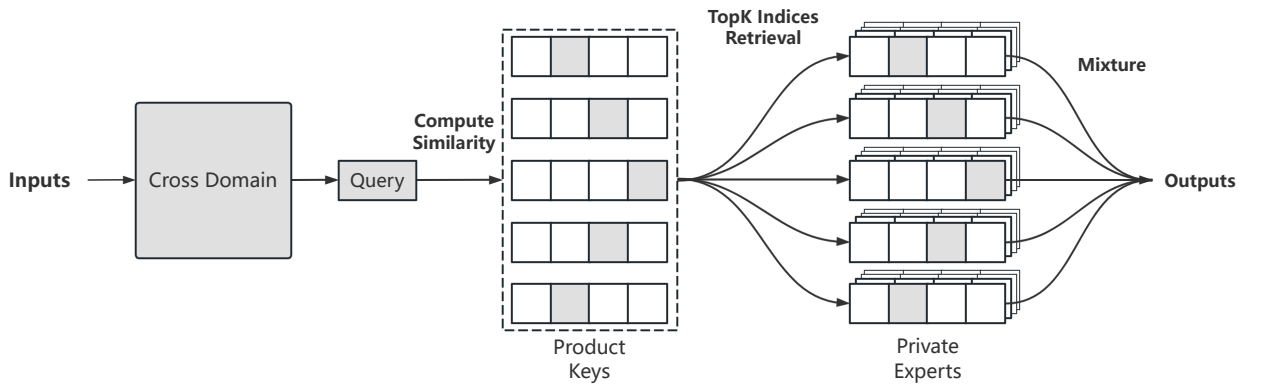 TopK Indices
Retrieval
Mixture
Compute
Similarity
Inputs
Cross Domain
Query
Outputs
Product
Keys
Private
Experts